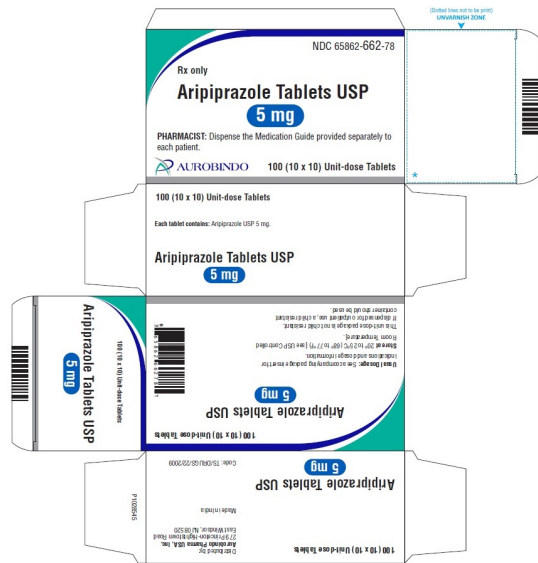 (Dotted lines not to be print)
UNVARNISH ZONE
NDC 65862-662-78
Rx only
Aripiprazole Tablets USP
5 mg
PHARMACIST: Dispense the Medication Guide provided separately to
each patient.
AUROBINDO
100 (10 x 10) Unit-dose Tablets
*
100 (10 x 10) Unit-dose Tablets
Each tablet contains: Aripiprazole USP 5 mg.
Aripiprazole Tablets USP
5 mg
100 (10 x 10) Unit-dose Tablets
Aripiprazole Tablets USP
5 mg
100 (10 x 10) Unit-dose Tablets
Aripiprazole Tablets USP
5 mg
Usual Dosage: See accompanying package insert for
indications and dosage information.
Store at 20° to 25°C (68° to 77°F) [see USP Controlled
Room Temperature].
This unit-dose package is not child resistant.
If dispensed for outpatient use, a child resistant
container should be used.
100 (10 x 10) Unit-dose Tablets
Aripiprazole Tablets USP
5 mg
Distributed by:
Aurobindo Pharma USA, Inc.
279 Princeton-Hightstown Road
East Windsor, NJ 08520
Made in India
Code: TS/DRUGS/22/2009